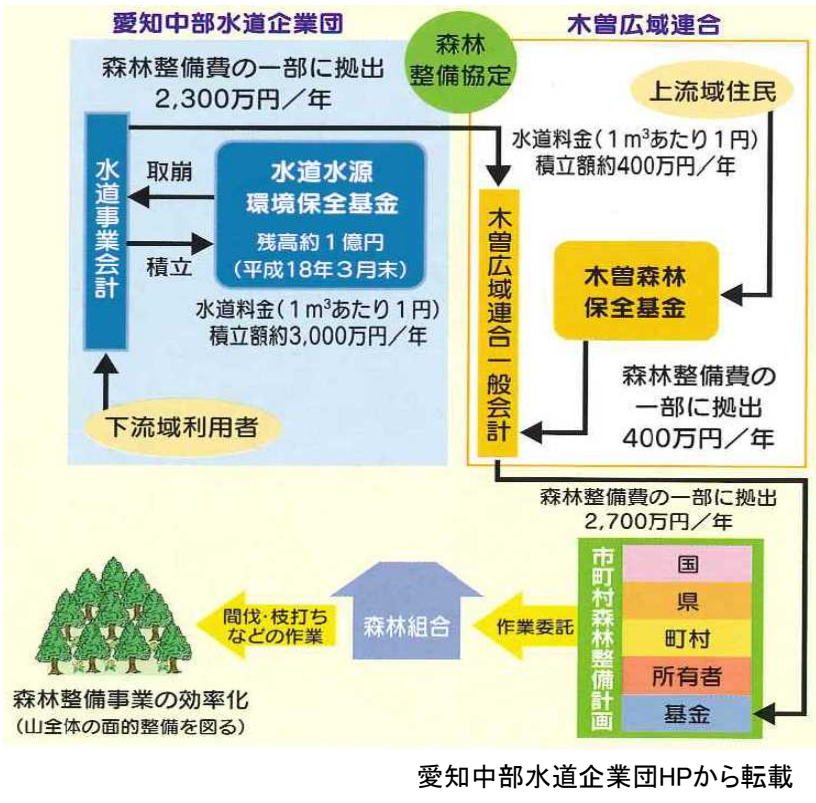 愛知中部水道企業団
木曽広域連合
森林
整備協定
森林整備費の一部に拠出
2,300万円／年
水道事業会計
取崩
積立
水道水源
環境保全基金
残高約1億円
(平成18年3月末)
水道料金(1m³あたり1円)
積立額約3,000万円／年
下流域利用者
上流域住民
水道料金(1m³あたり1円)
積立額約400万円／年
木曽広域連合一般会計
木曽森林
保全基金
森林整備費の
一部に拠出
400万円／年
森林整備費の一部に拠出
2,700万円／年
市町村森林整備計画
国
県
町村
所有者
基金
作業委託
森林組合
間伐・枝打ち
などの作業
森林整備事業の効率化
(山全体の面的整備を図る)
愛知中部水道企業団HPから転載